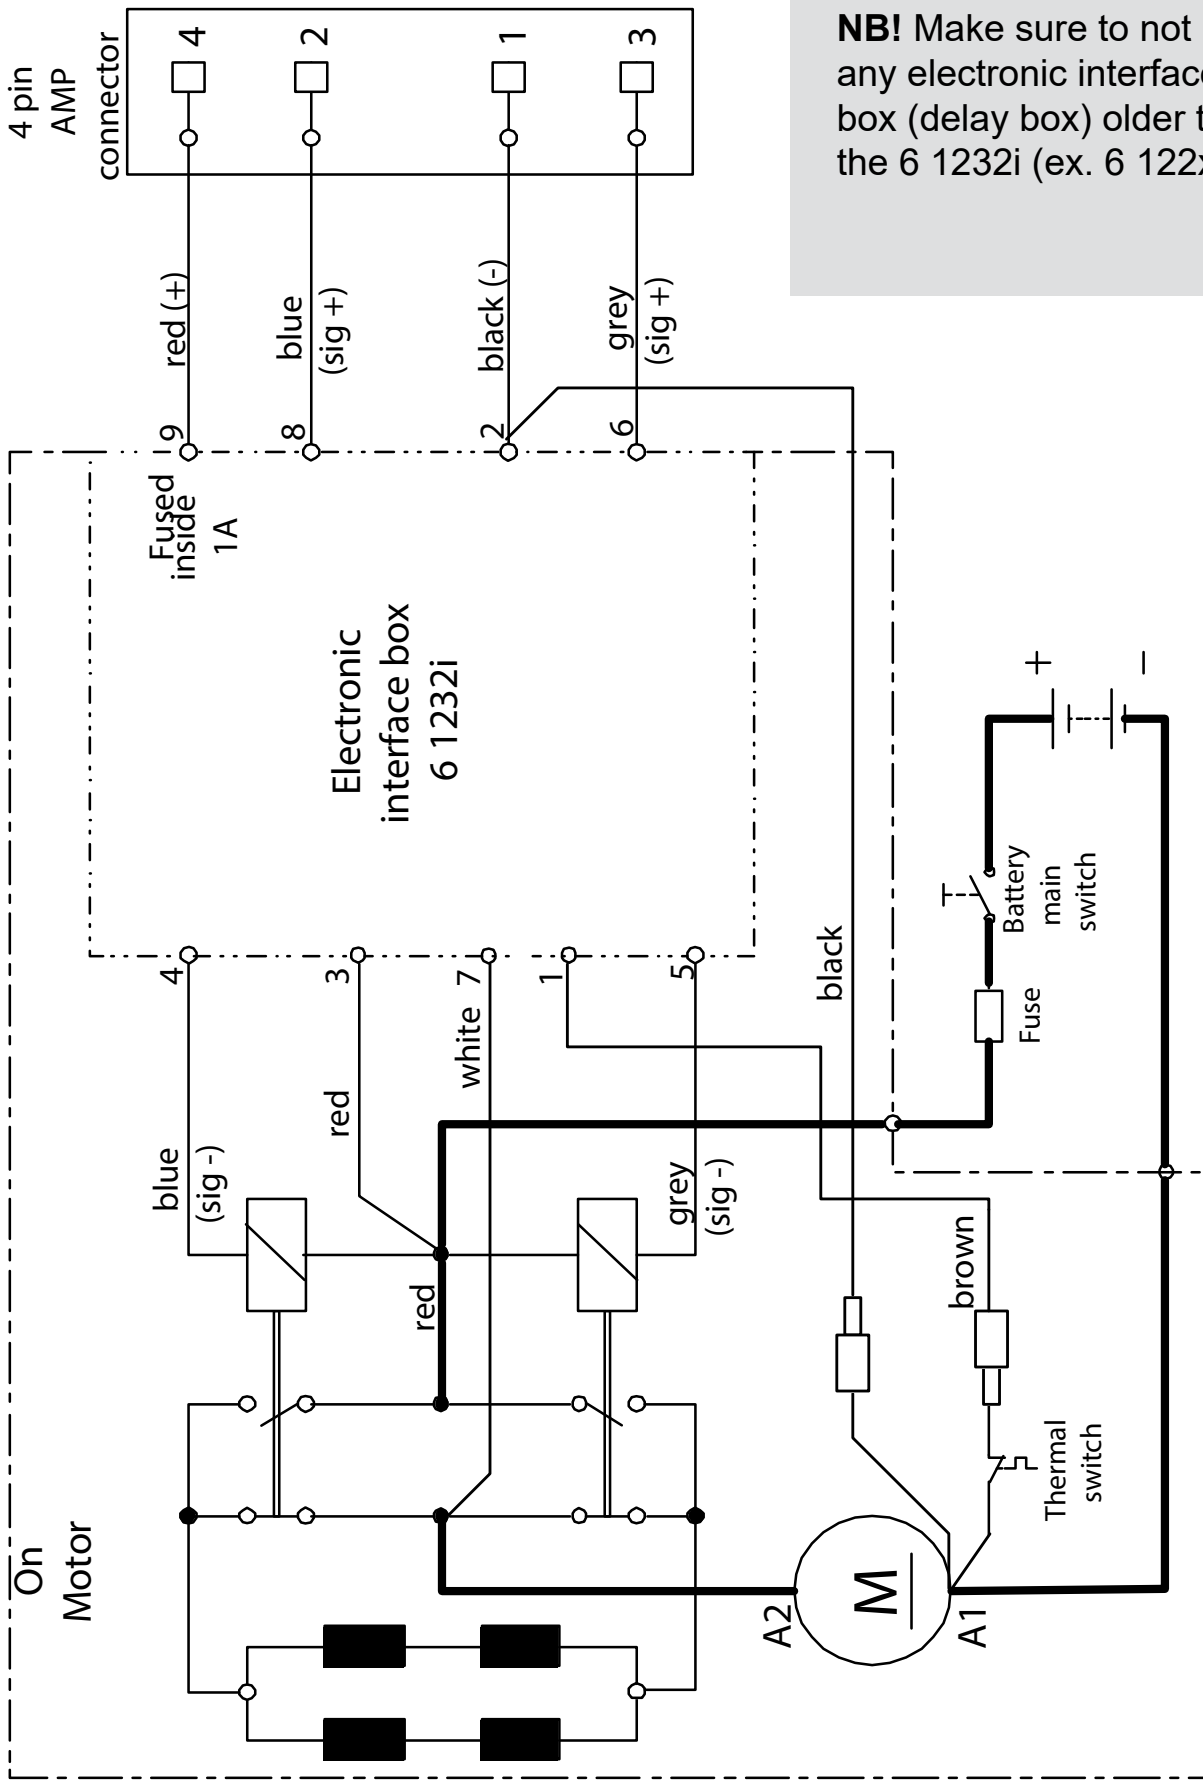 4 pin
AMP
connector
4
2
1
3
NB! Make sure to not
any electronic interface
box (delay box) older
the 6 1232i (ex. 6 122x
red (+)
blue
(sig +)
black (-)
grey
(sig +)
9
8
2
6
Fused
inside
1A
Electronic
interface box
6 1232i
+
−
Battery
main
switch
Fuse
4
3
7
1
5
black
white
red
blue
(sig -)
grey
(sig -)
red
brown
Thermal
switch
On
Motor
M
A2
A1